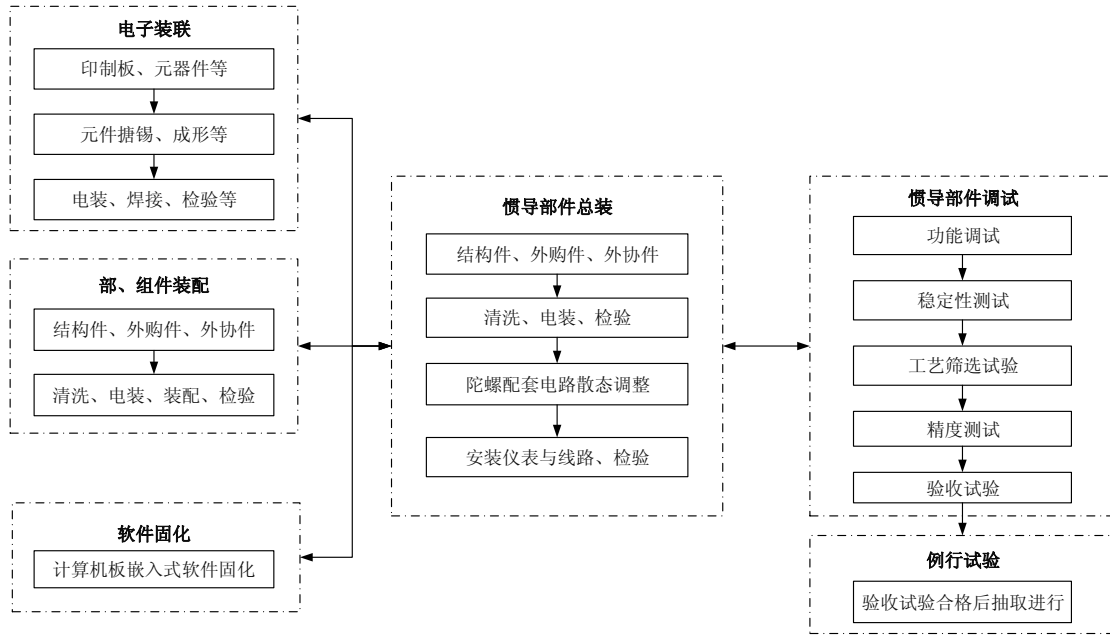 电子装联
印制板、元器件等
元件搪锡、成形等
电装、焊接、检验等
部、组件装配
结构件、外购件、外协件
清洗、电装、装配、检验
软件固化
计算机板嵌入式软件固化
惯导部件总装
结构件、外购件、外协件
清洗、电装、检验
陀螺配套电路散态调整
安装仪表与线路、检验
惯导部件调试
功能调试
稳定性测试
工艺筛选试验
精度测试
验收试验
例行试验
验收试验合格后抽取进行